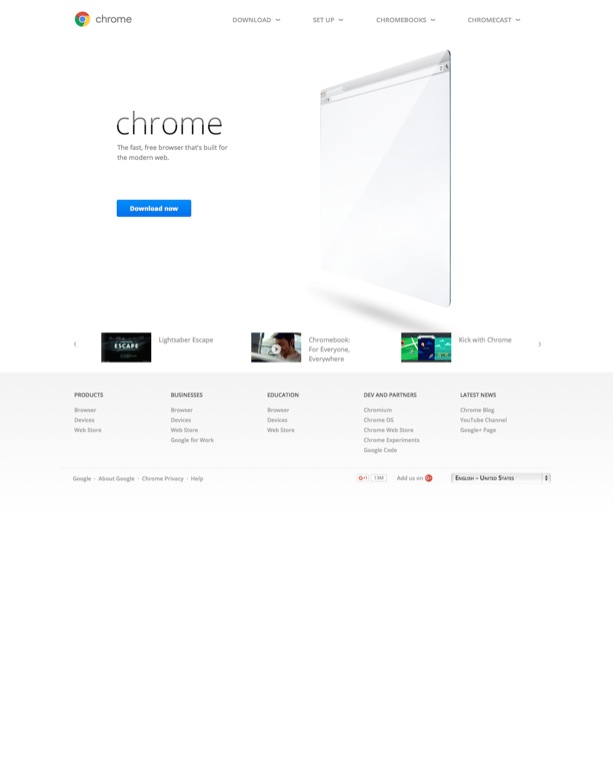 chrome
DOWNLOAD
SET UP
CHROMEBOOKS
CHROMECAST
chrome
The fast, free browser that's built for
the modern web.
Download now
ESCAPE
Lightsaber Escape
Chromebook:
For Everyone,
Everywhere
Kick with Chrome
PRODUCTS
Browser
Devices
Web Store
BUSINESSES
Browser
Devices
Web Store
Google for Work
EDUCATION
Browser
Devices
Web Store
DEV AND PARTNERS
Chromium
Chrome OS
Chrome Web Store
Chrome Experiments
Google Code
LATEST NEWS
Chrome Blog
YouTube Channel
Google+ Page
Google · About Google · Chrome Privacy · Help
+1 13M
Add us on
English – United States